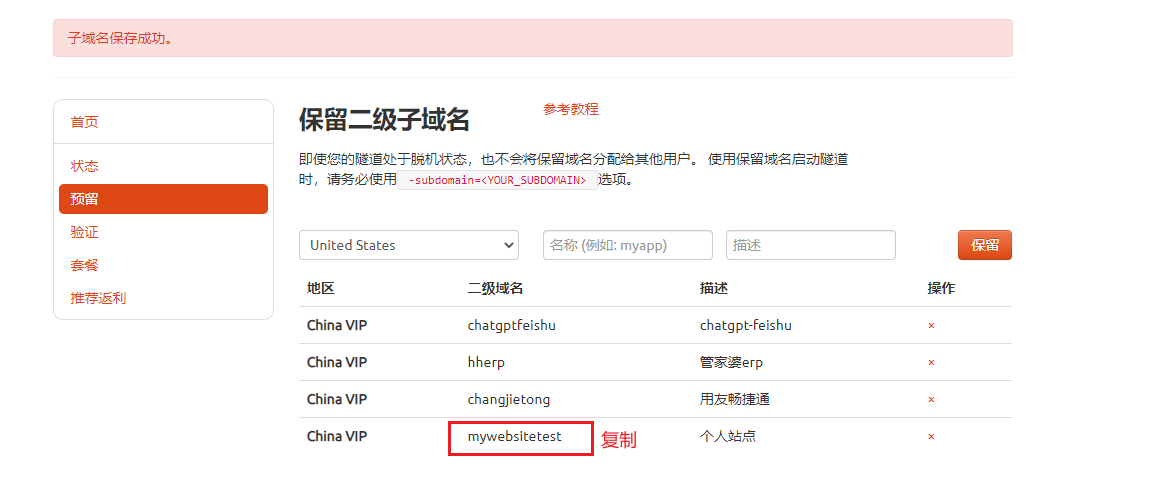 子域名保存成功。
首页
状态
预留
验证
套餐
推荐返利
保留二级子域名
参考教程
即使您的隧道处于脱机状态，也不会将保留域名分配给其他用户。 使用保留域名启动隧道
时，请务必使用 -subdomain=<YOUR_SUBDOMAIN> 选项。
United States 名称 (例如: myapp) 描述 保留
地区 二级域名 描述 操作
China VIP chatgptfeishu chatgpt-feishu ×
China VIP hherp 管家婆erp ×
China VIP changjietong 用友畅捷通 ×
China VIP mywebsitetest 复制 个人站点 ×